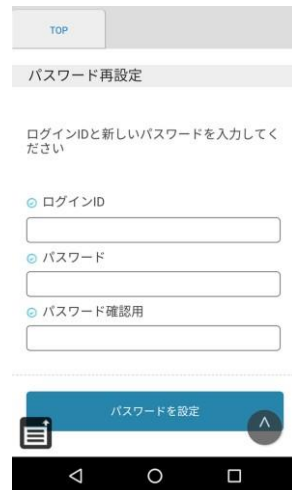 TOP
パスワード再設定
ログインIDと新しいパスワードを入力してく
ださい
ログインID
パスワード
パスワード確認用
パスワードを設定